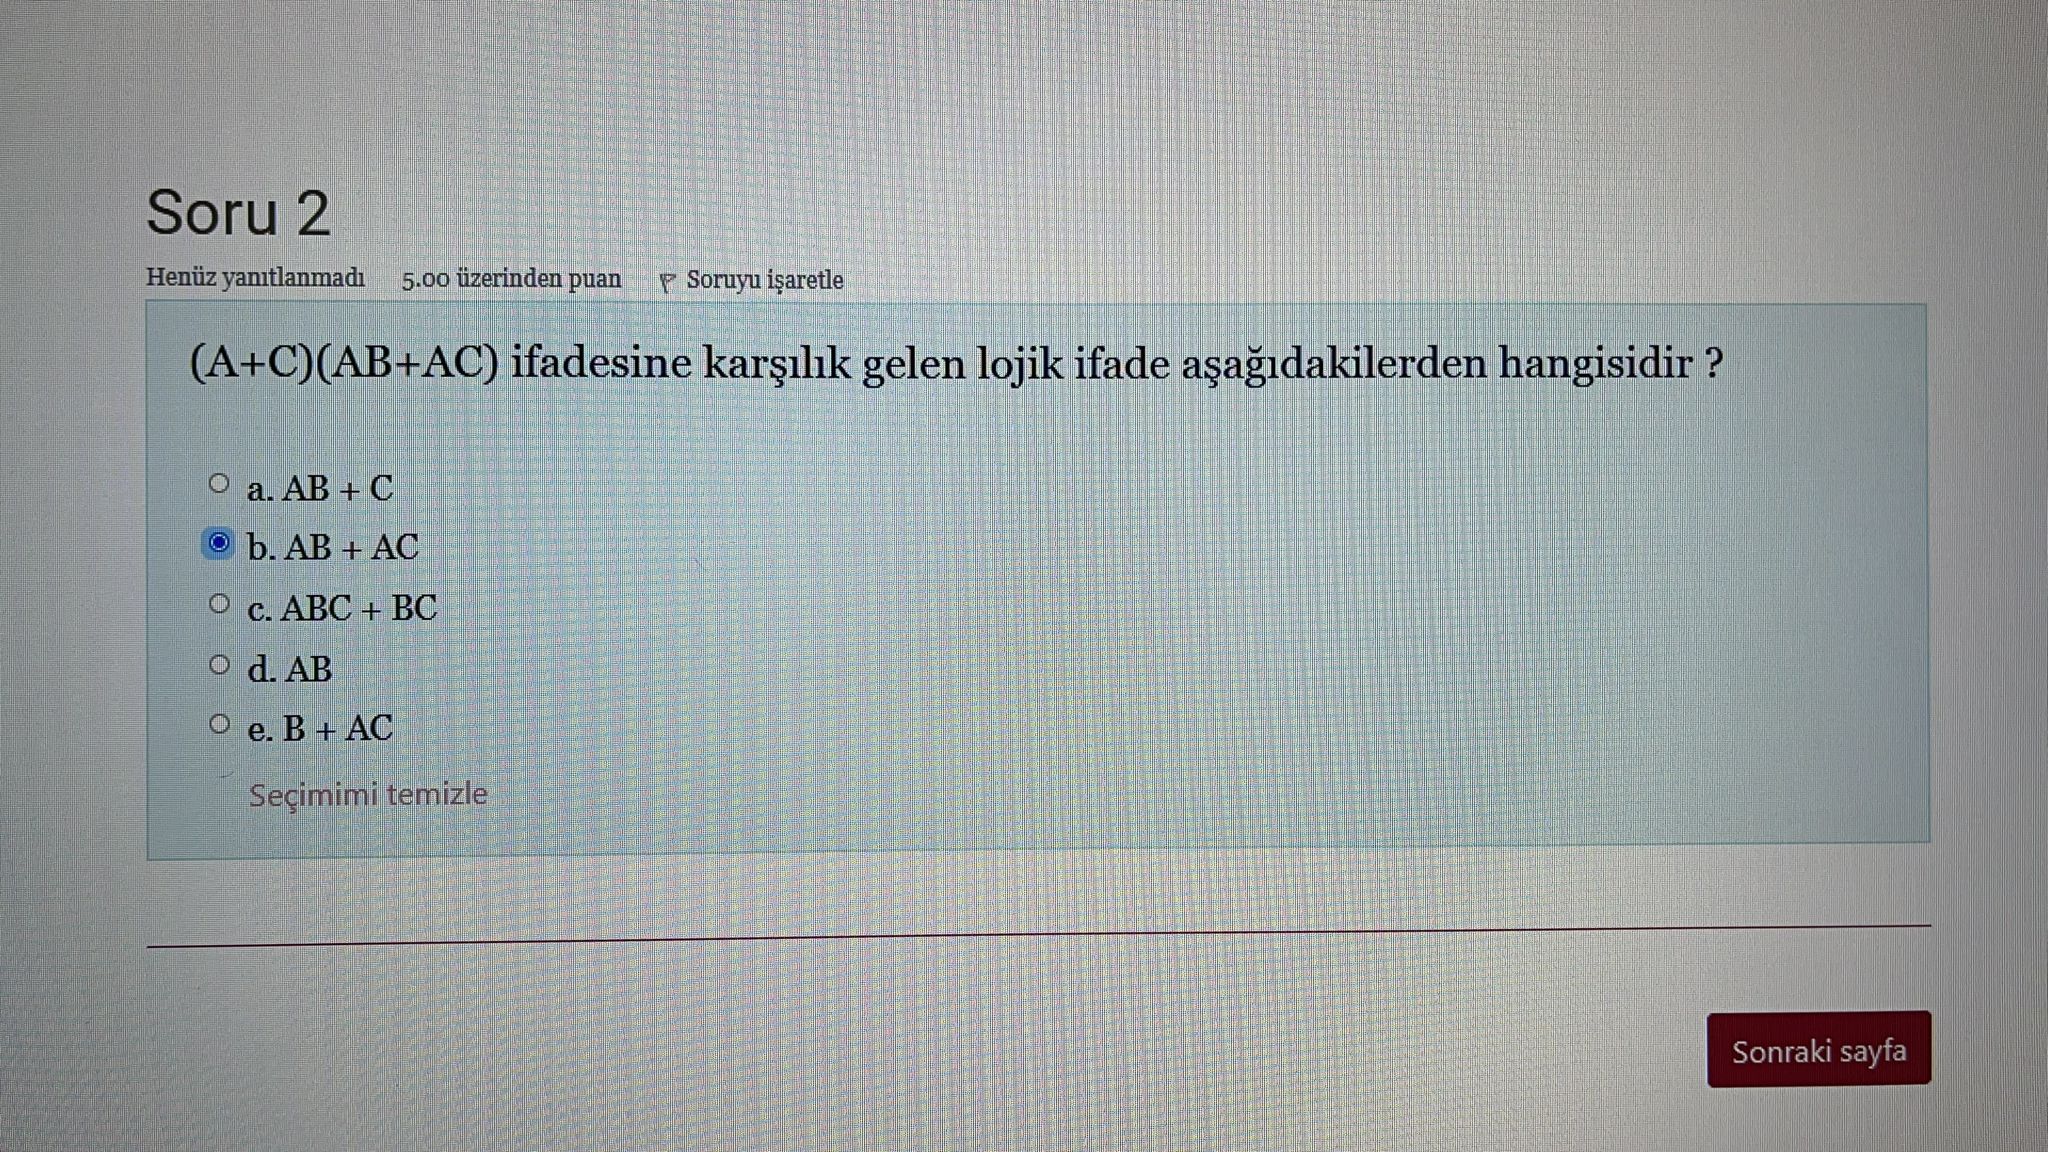 Soru 2
Henüz yanıtlanmadı 5.00 üzerinden puan Soruyu işaretle
(A+C)(AB+AC) ifadesine karşılık gelen lojik ifade aşağıdakilerden hangisidir ?
a. AB + C
b. AB + AC
c. ABC + BC
d. AB
e. B + AC
Seçimimi temizle
Sonraki sayfa